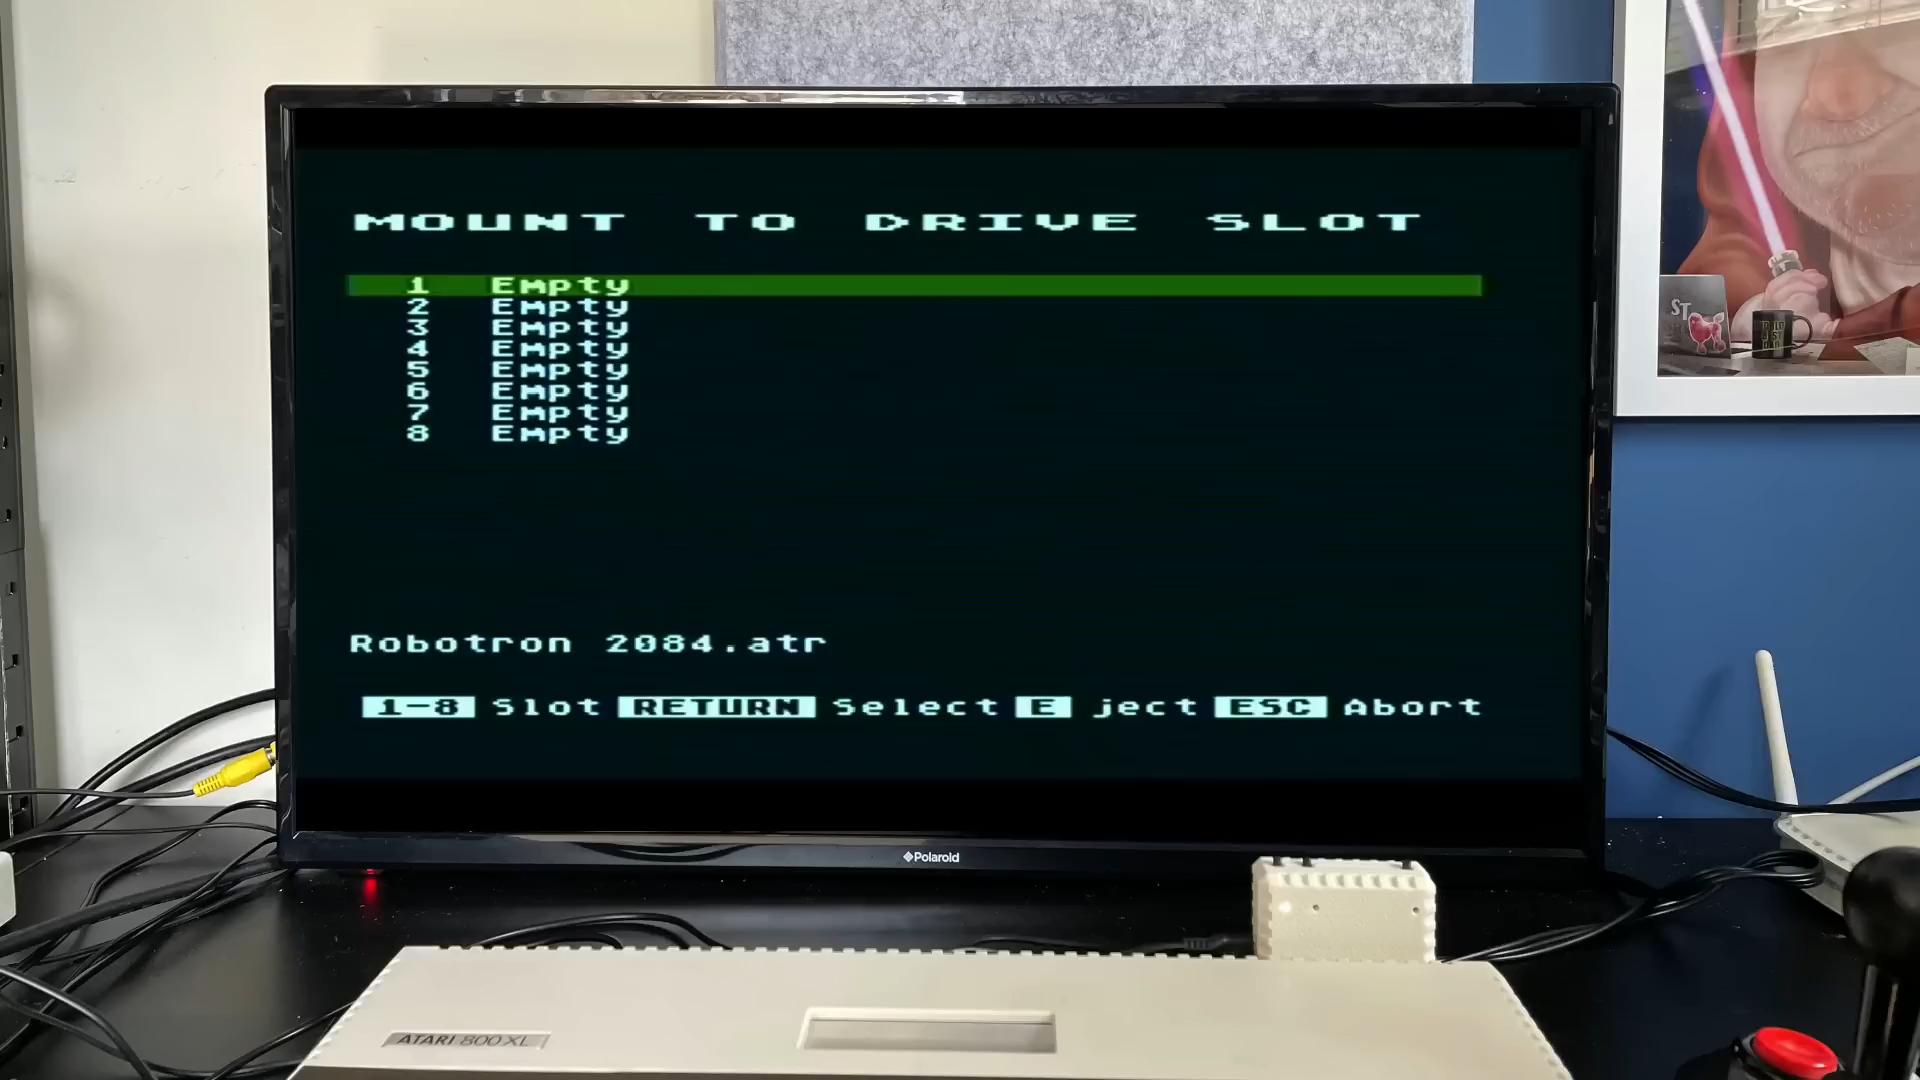 MOUNT TO DRIVE SLOT
1 Empty
2 Empty
3 Empty
4 Empty
5 Empty
6 Empty
7 Empty
8 Empty
Robotron 2084.atr
1-8 Slot RETURN Select E ject ESC Abort
Polaroid
ATARI 800XL
ST